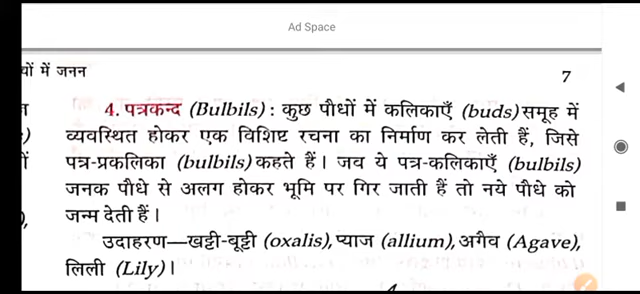 Ad Space
यों में जनन
7
4. पत्रकन्द (Bulbils) : कुछ पौधों में कलिकाएँ (buds) समूह में
व्यवस्थित होकर एक विशिष्ट रचना का निर्माण कर लेती हैं, जिसे
पत्र-प्रकलिका (bulbils) कहते हैं। जब ये पत्र-कलिकाएँ (bulbils)
जनक पौधे से अलग होकर भूमि पर गिर जाती हैं तो नये पौधे को
जन्म देती हैं।
उदाहरण—खट्टी-बूट्टी (oxalis), प्याज (allium), अगैव (Agave),
लिली (Lily)।